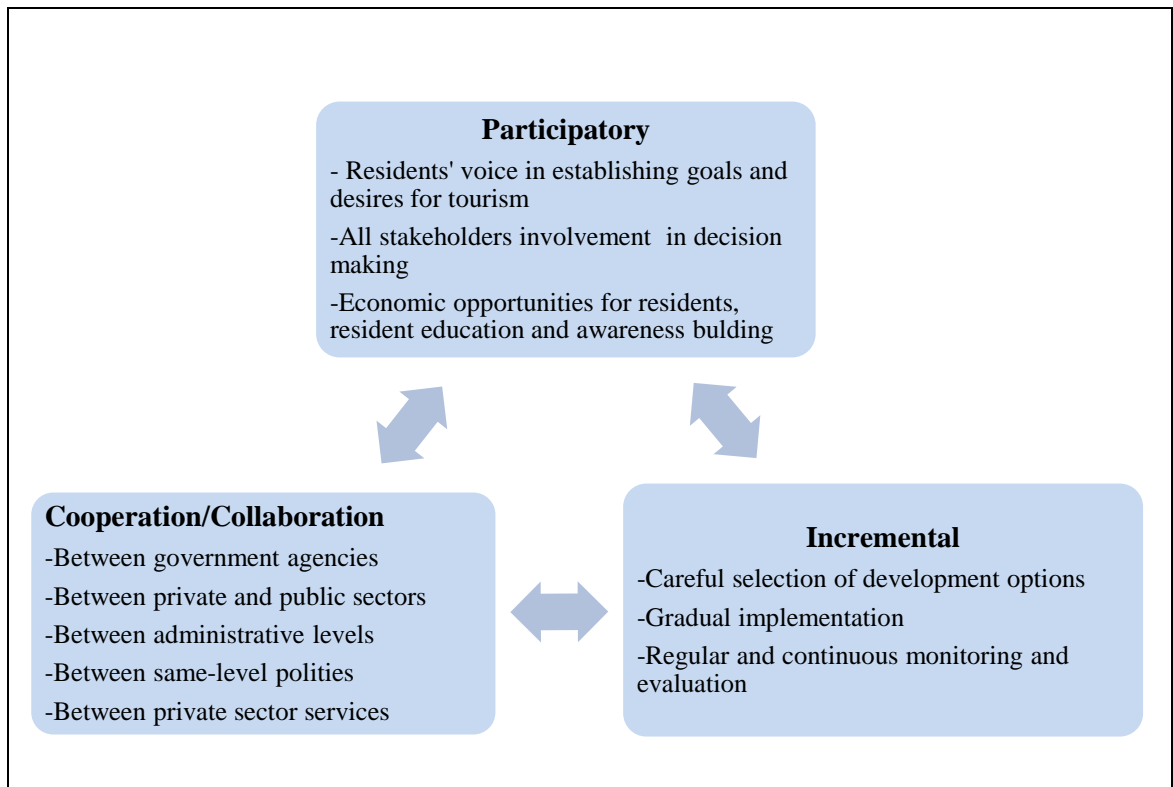 Participatory
- Residents' voice in establishing goals and
desires for tourism
-All stakeholders involvement  in decision
making
-Economic opportunities for residents,
resident education and awareness bulding
Cooperation/Collaboration
-Between government agencies
-Between private and public sectors
-Between administrative levels
-Between same-level polities
-Between private sector services
Incremental
-Careful selection of development options
-Gradual implementation
-Regular and continuous monitoring and
evaluation